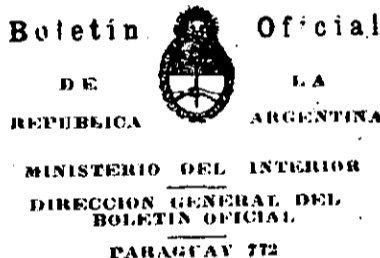 Boletín Oficial
DE LA
REPUBLICA ARGENTINA
MINISTERIO DEL INTERIOR
DIRECCION GENERAL DEL
BOLETIN OFICIAL
PARAGUAY 772